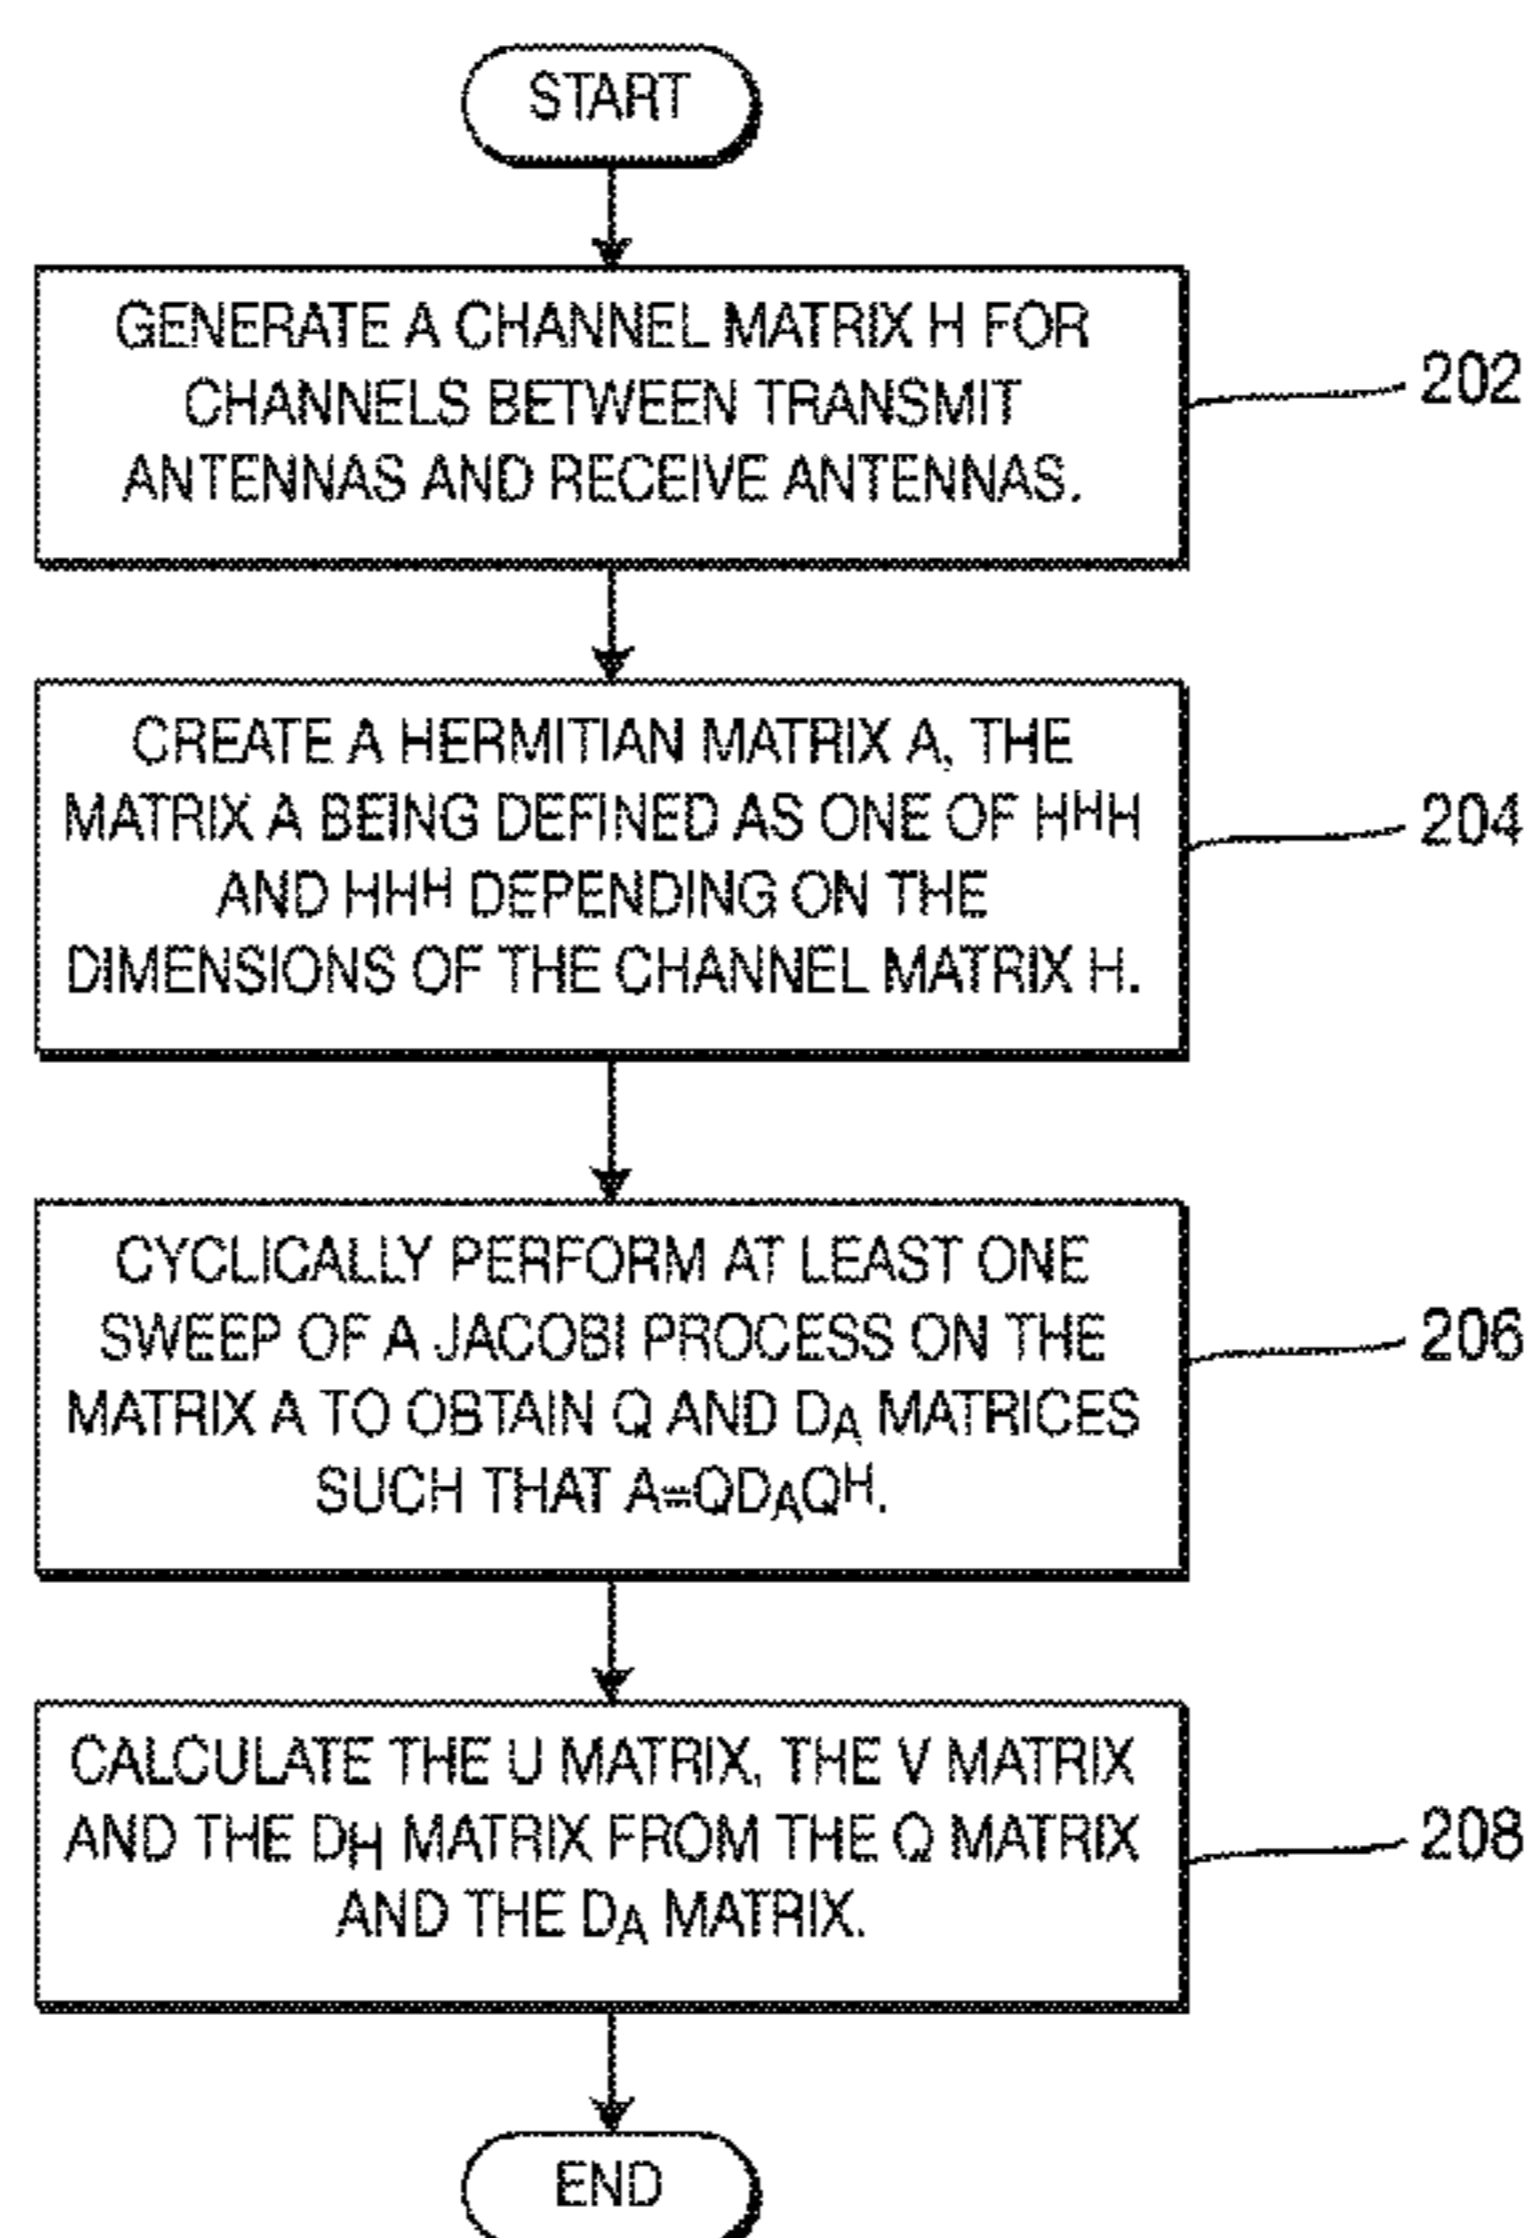 START
GENERATE A CHANNEL MATRIX H FOR
CHANNELS BETWEEN TRANSMIT
ANTENNAS AND RECEIVE ANTENNAS.
202
CREATE A HERMITIAN MATRIX A, THE
MATRIX A BEING DEFINED AS ONE OF HᴴH
AND HHᴴ DEPENDING ON THE
DIMENSIONS OF THE CHANNEL MATRIX H.
204
CYCLICALLY PERFORM AT LEAST ONE
SWEEP OF A JACOBI PROCESS ON THE
MATRIX A TO OBTAIN Q AND DA MATRICES
SUCH THAT A=QDAQᴴ.
206
CALCULATE THE U MATRIX, THE V MATRIX
AND THE DH MATRIX FROM THE Q MATRIX
AND THE DA MATRIX.
208
END